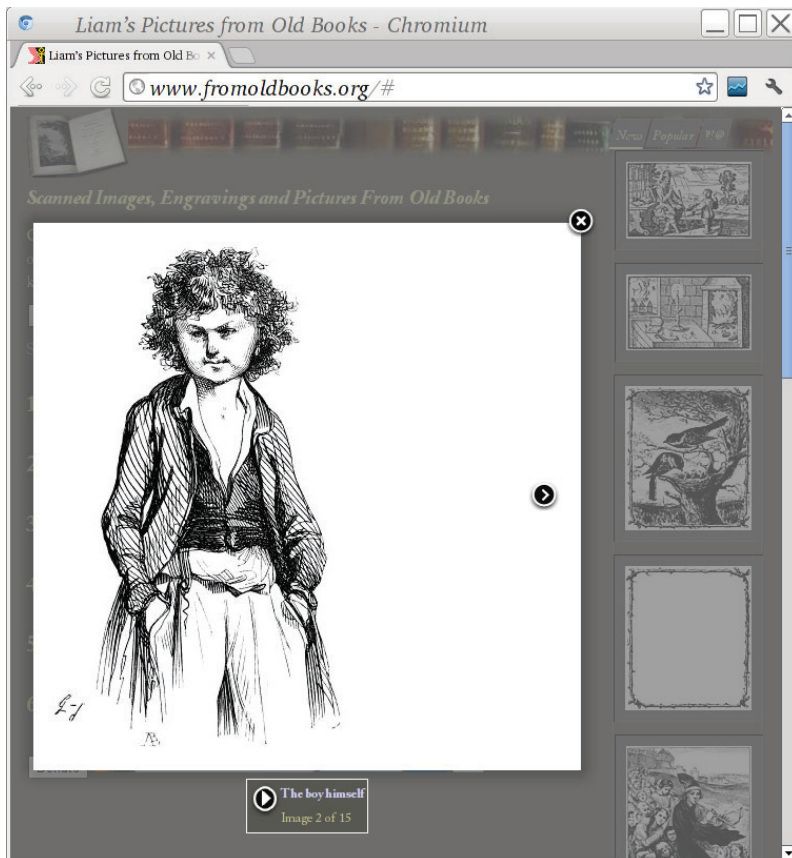 Liam's Pictures from Old Books - Chromium
Liam's Pictures from Old Bo
www.fromoldbooks.org/#
New Popular
Scanned Images, Engravings and Pictures From Old Books
The boy himself
Image 2 of 15